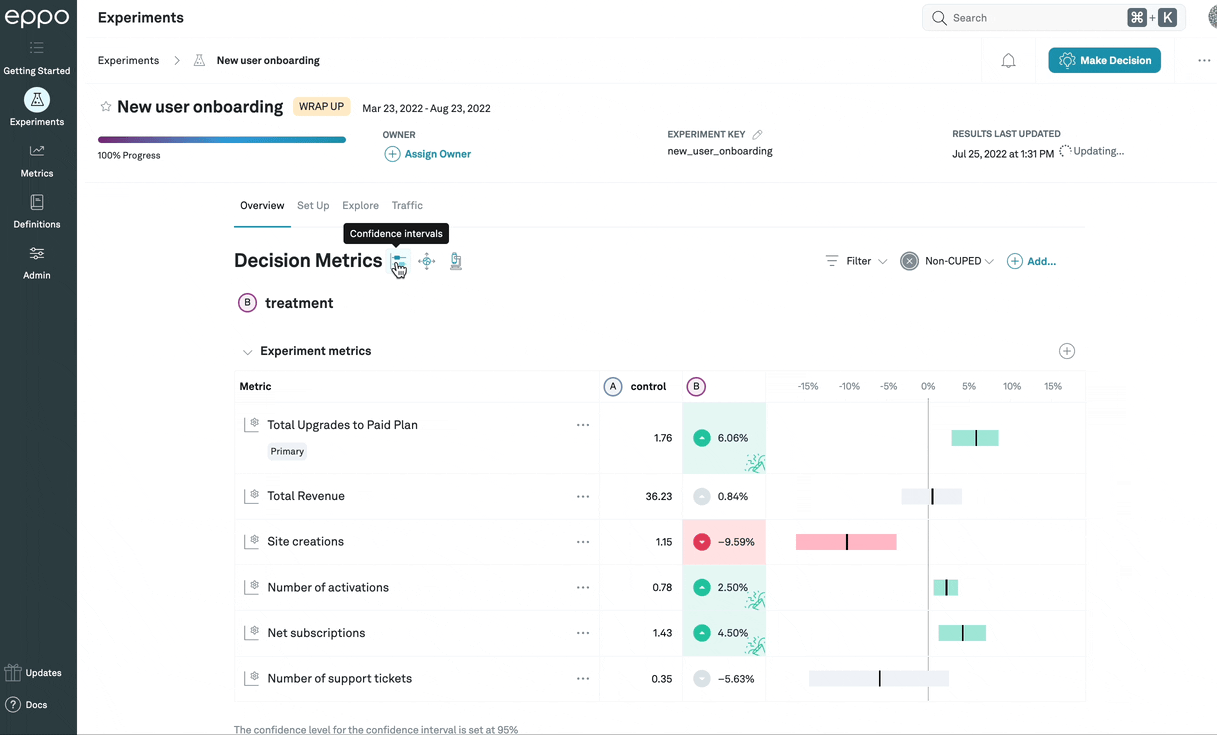 eppo
Experiments
Search
⌘ + K
Getting Started
Experiments
Metrics
Definitions
Admin
Updates
Docs
Experiments > New user onboarding
Make Decision
New user onboarding WRAP UP Mar 23, 2022 - Aug 23, 2022
100% Progress
OWNER
Assign Owner
EXPERIMENT KEY
new_user_onboarding
RESULTS LAST UPDATED
Jul 25, 2022 at 1:31 PM Updating...
Overview Set Up Explore Traffic
Confidence intervals
Decision Metrics
Filter Non-CUPED Add...
B treatment
Experiment metrics
Metric A control B -15% -10% -5% 0% 5% 10% 15%
Total Upgrades to Paid Plan 1.76 6.06%
Primary
Total Revenue 36.23 0.84%
Site creations 1.15 –9.59%
Number of activations 0.78 2.50%
Net subscriptions 1.43 4.50%
Number of support tickets 0.35 –5.63%
The confidence level for the confidence interval is set at 95%